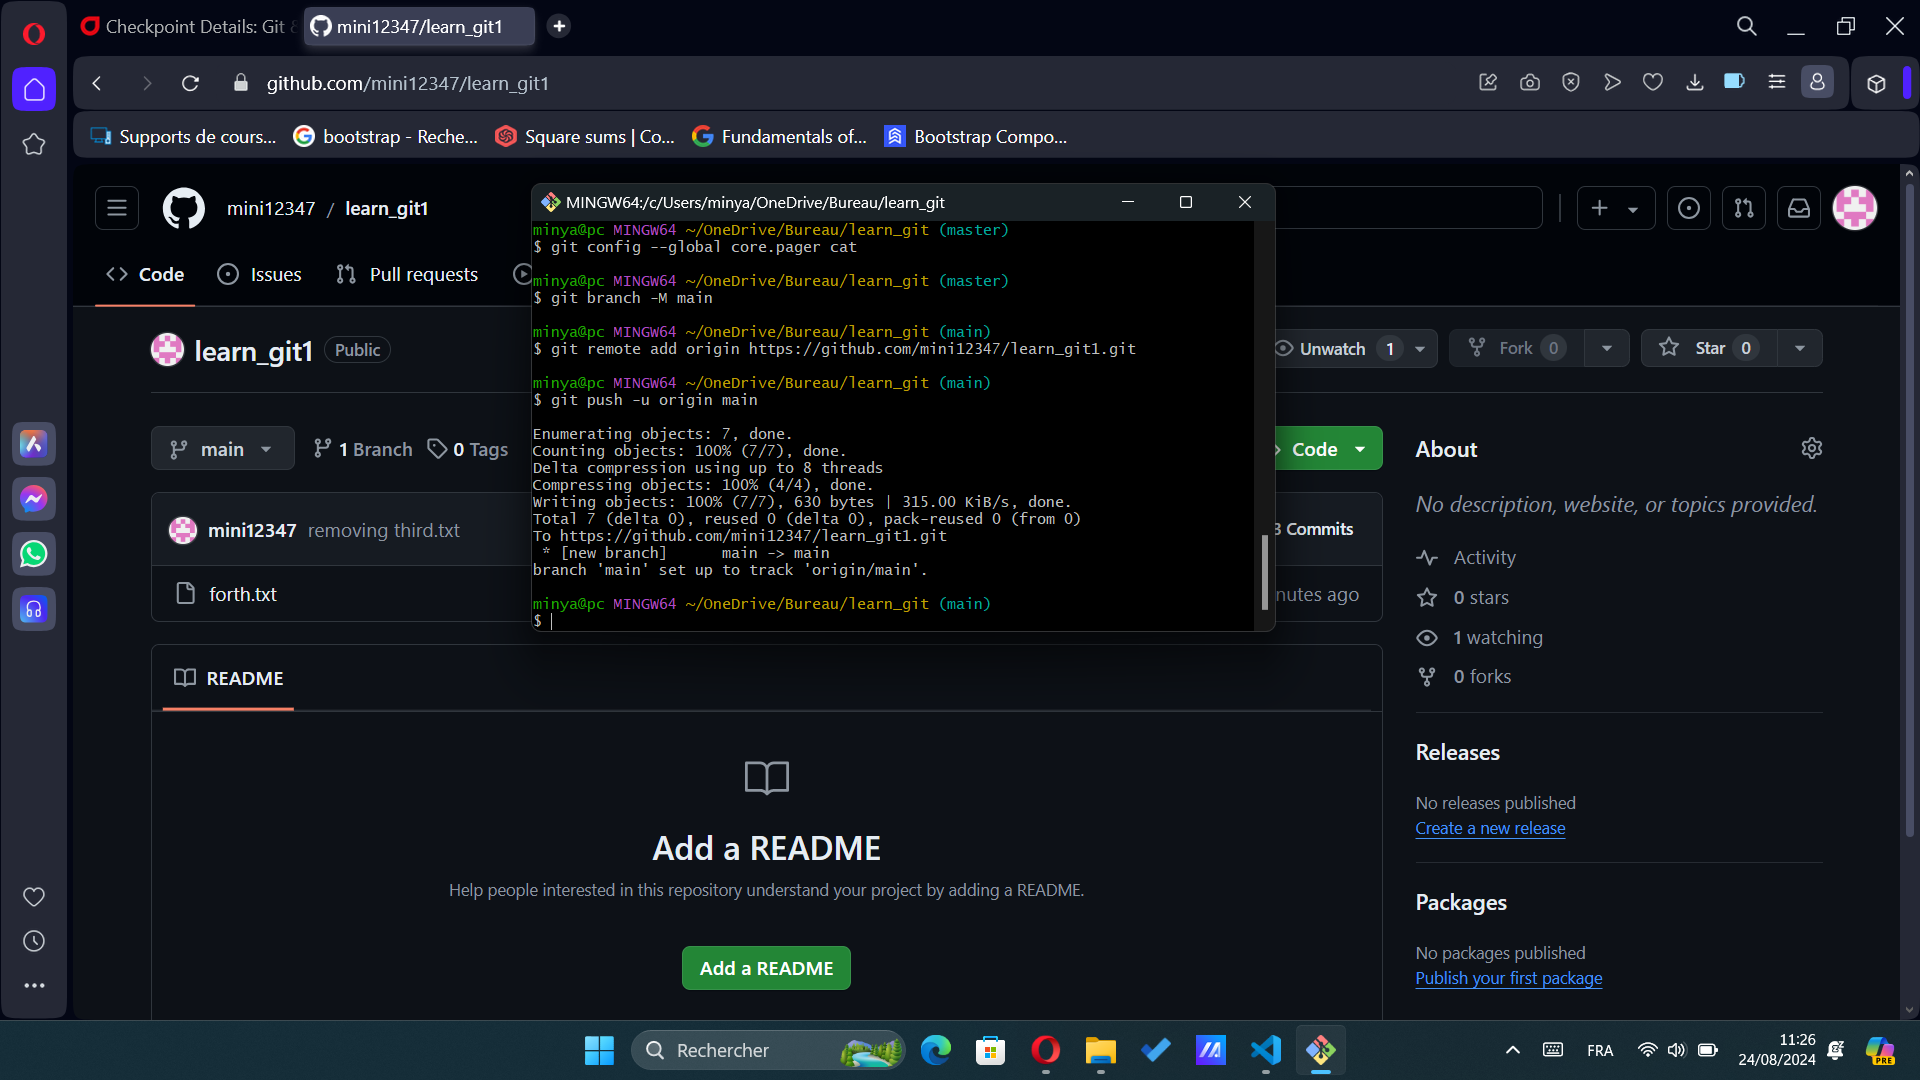 Checkpoint Details: Git
mini12347/learn_git1
github.com/mini12347/learn_git1
Supports de cours...
bootstrap - Reche...
Square sums | Co...
Fundamentals of...
Bootstrap Compo...
mini12347 / learn_git1
Code
Issues
Pull requests
learn_git1
Public
Unwatch 1
Fork 0
Star 0
main
1 Branch
0 Tags
Code
mini12347 removing third.txt
3 Commits
forth.txt
nutes ago
README
Add a README
Help people interested in this repository understand your project by adding a README.
Add a README
About
No description, website, or topics provided.
Activity
0 stars
1 watching
0 forks
Releases
No releases published
Create a new release
Packages
No packages published
Publish your first package
MINGW64:/c/Users/minya/OneDrive/Bureau/learn_git
minya@pc MINGW64 ~/OneDrive/Bureau/learn_git (master)
$ git config --global core.pager cat
minya@pc MINGW64 ~/OneDrive/Bureau/learn_git (master)
$ git branch -M main
minya@pc MINGW64 ~/OneDrive/Bureau/learn_git (main)
$ git remote add origin https://github.com/mini12347/learn_git1.git
minya@pc MINGW64 ~/OneDrive/Bureau/learn_git (main)
$ git push -u origin main
Enumerating objects: 7, done.
Counting objects: 100% (7/7), done.
Delta compression using up to 8 threads
Compressing objects: 100% (4/4), done.
Writing objects: 100% (7/7), 630 bytes | 315.00 KiB/s, done.
Total 7 (delta 0), reused 0 (delta 0), pack-reused 0 (from 0)
To https://github.com/mini12347/learn_git1.git
* [new branch]      main -> main
branch 'main' set up to track 'origin/main'.
minya@pc MINGW64 ~/OneDrive/Bureau/learn_git (main)
$
Rechercher
FRA
11:26
24/08/2024
PRE